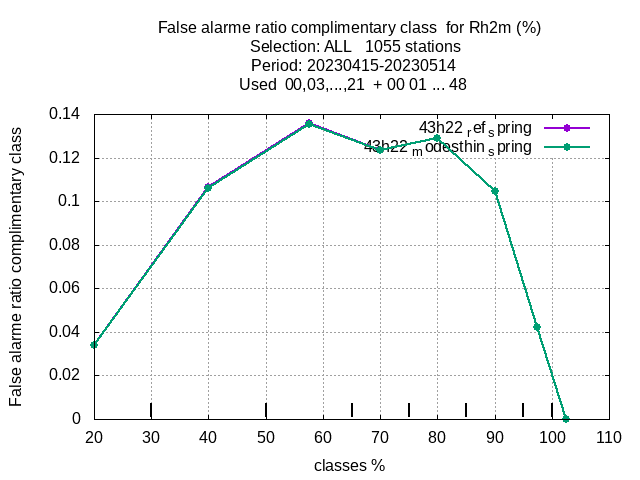 False alarme ratio complimentary class  for Rh2m (%)
Selection: ALL   1055 stations
Period: 20230415-20230514
Used  00,03,...,21  + 00 01 ... 48
False alarme ratio complimentary class
0.14
0.12
0.1
0.08
0.06
0.04
0.02
0
43h22 ref spring
43h22 modesthin spring
20 30 40 50 60 70 80 90 100 110
classes %